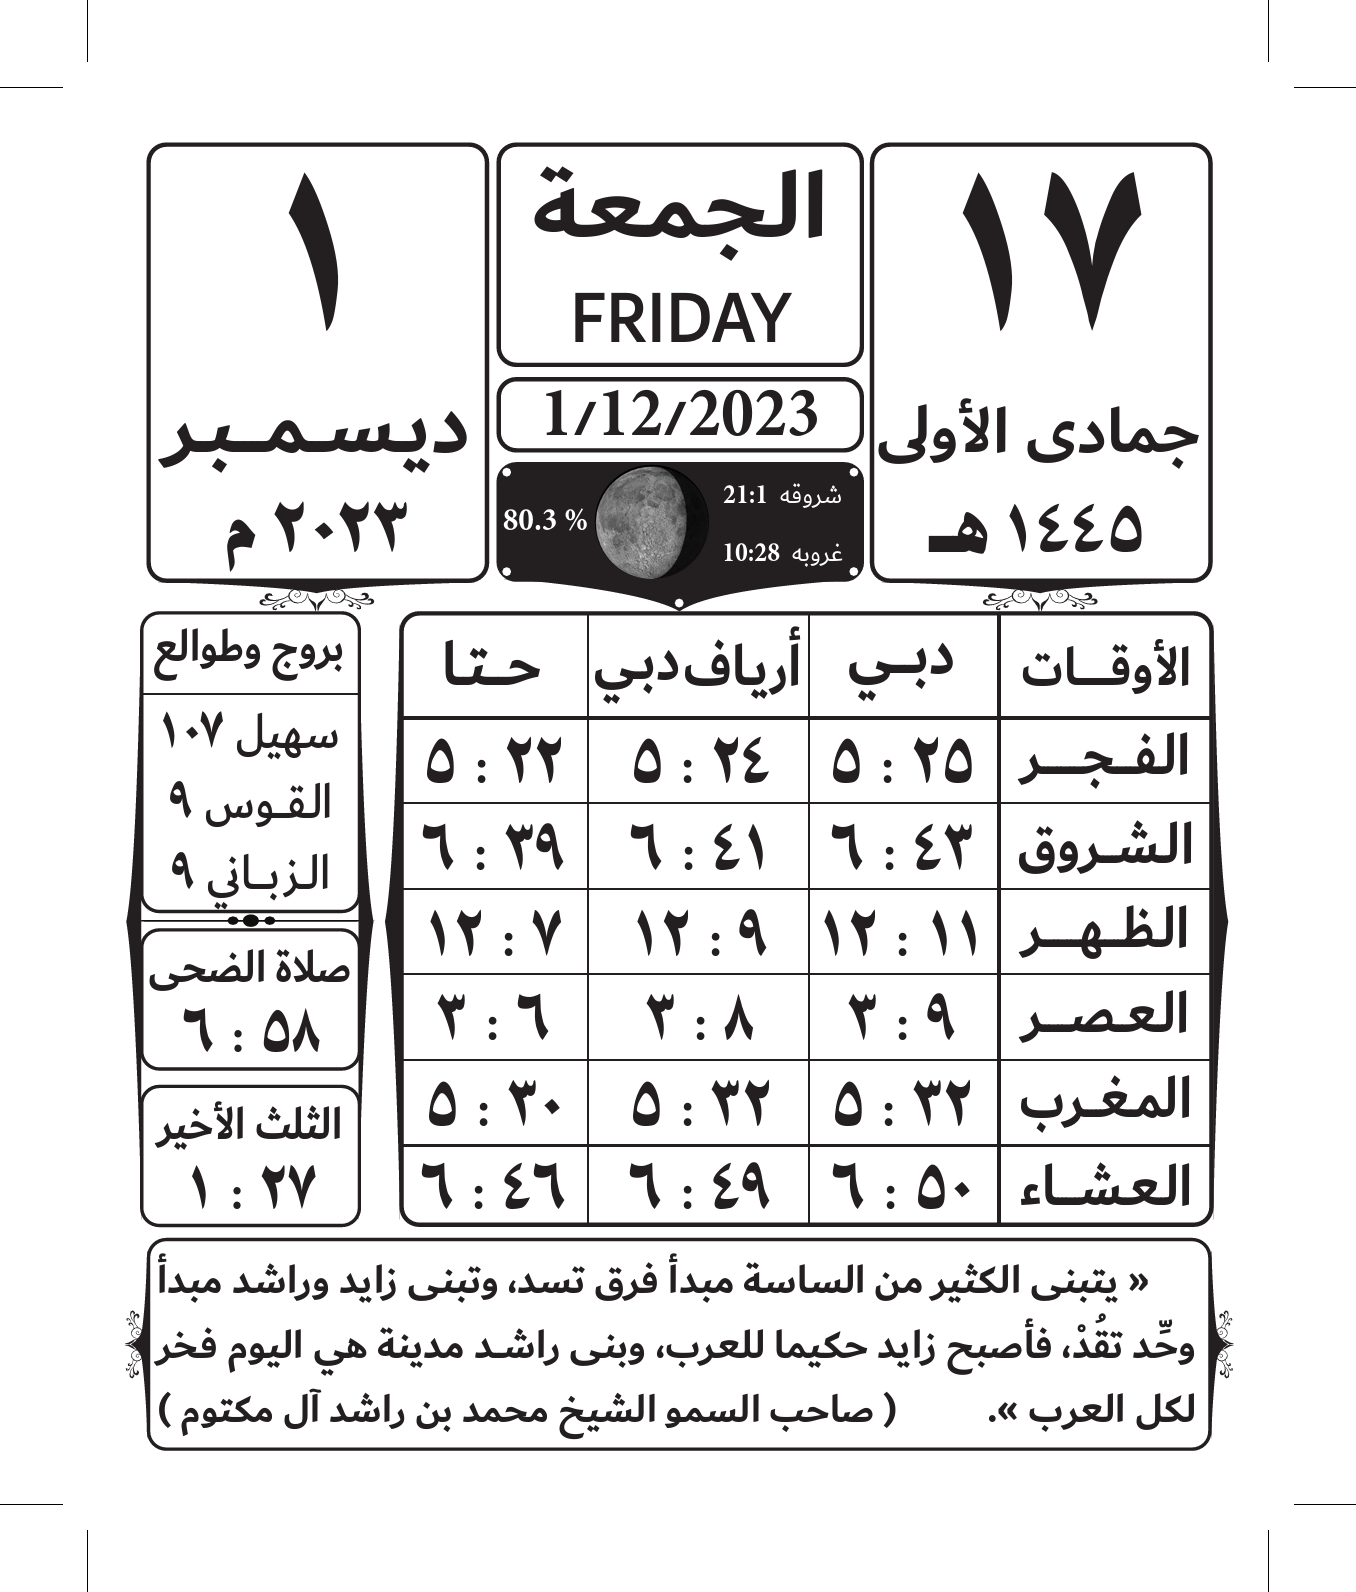 ١٧
جمادى الأولى
١٤٤٥ هـ
الجمعة
FRIDAY
1/12/2023
شروقه 21:1
80.3 %
غروبه 10:28
١
ديسمبر
٢٠٢٣ م
الأوقات دبي أرياف دبي حتا
الفجر ٢٥ : ٥ ٢٤ : ٥ ٢٢ : ٥
الشروق ٤٣ : ٦ ٤١ : ٦ ٣٩ : ٦
الظهر ١١ : ١٢ ٩ : ١٢ ٧ : ١٢
العصر ٩ : ٣ ٨ : ٣ ٦ : ٣
المغرب ٣٢ : ٥ ٣٢ : ٥ ٣٠ : ٥
العشاء ٥٠ : ٦ ٤٩ : ٦ ٤٦ : ٦
بروج وطوالع
سهيل ١٠٧
القوس ٩
الزباني ٩
صلاة الضحى
٥٨ : ٦
الثلث الأخير
٢٧ : ١
« يتبنى الكثير من الساسة مبدأ فرق تسد، وتبنى زايد وراشد مبدأ
وحِّد تقُدْ، فأصبح زايد حكيما للعرب، وبنى راشد مدينة هي اليوم فخر
لكل العرب ». ( صاحب السمو الشيخ محمد بن راشد آل مكتوم )